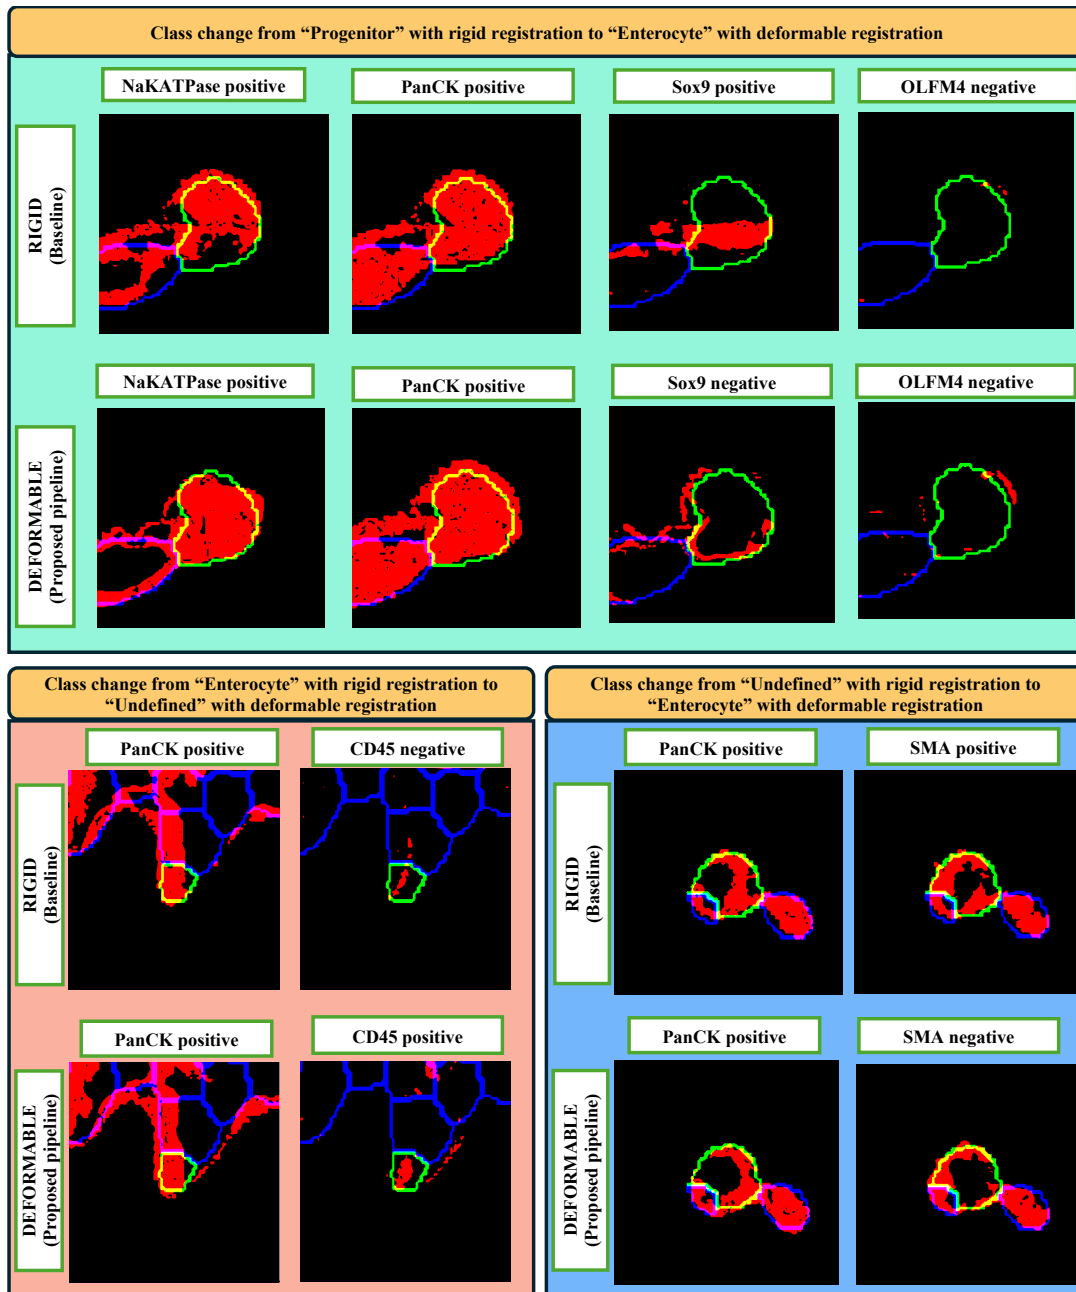 Class change from “Progenitor” with rigid registration to “Enterocyte” with deformable registration
NaKATPase positive
PanCK positive
Sox9 positive
OLFM4 negative
RIGID
(Baseline)
NaKATPase positive
PanCK positive
Sox9 negative
OLFM4 negative
DEFORMABLE
(Proposed pipeline)
Class change from “Enterocyte” with rigid registration to
“Undefined” with deformable registration
PanCK positive
CD45 negative
RIGID
(Baseline)
PanCK positive
CD45 positive
DEFORMABLE
(Proposed pipeline)
Class change from “Undefined” with rigid registration to
“Enterocyte” with deformable registration
PanCK positive
SMA positive
RIGID
(Baseline)
PanCK positive
SMA negative
DEFORMABLE
(Proposed pipeline)